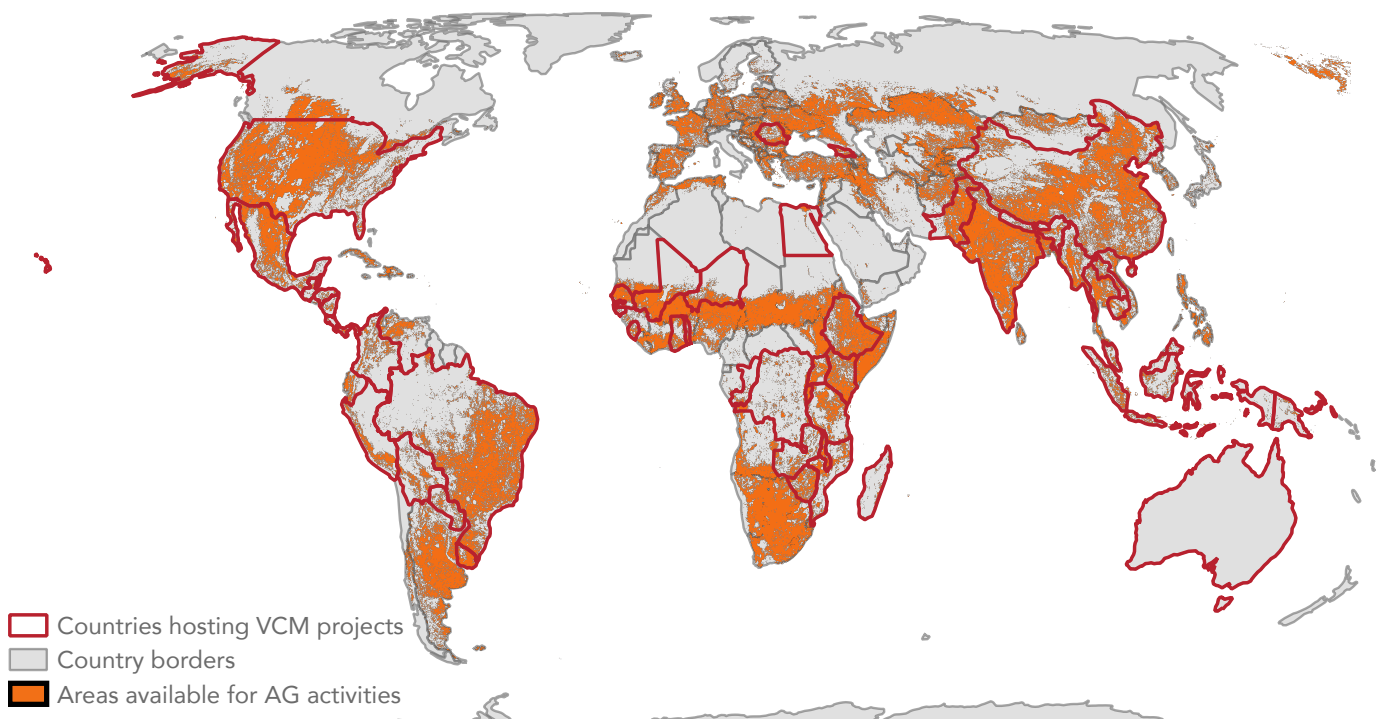 Countries hosting VCM projects
Country borders
Areas available for AG activities